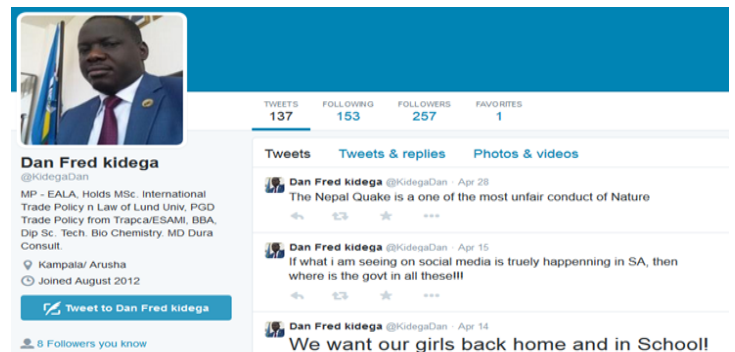 TWEETS FOLLOWING FOLLOWERS FAVORITES
137 153 257 1
Dan Fred kidega
@KidegaDan
MP - EALA, Holds MSc. International
Trade Policy n Law of Lund Univ, PGD
Trade Policy from Trapca/ESAMI, BBA,
Dip Sc. Tech. Bio Chemistry. MD Dura
Consult.
Kampala/ Arusha
Joined August 2012
Tweet to Dan Fred kidega
8 Followers you know
Tweets Tweets & replies Photos & videos
Dan Fred kidega @KidegaDan · Apr 28
The Nepal Quake is a one of the most unfair conduct of Nature
Dan Fred kidega @KidegaDan · Apr 15
If what i am seeing on social media is truely happenning in SA, then
where is the govt in all these!!!
Dan Fred kidega @KidegaDan · Apr 14
We want our girls back home and in School!